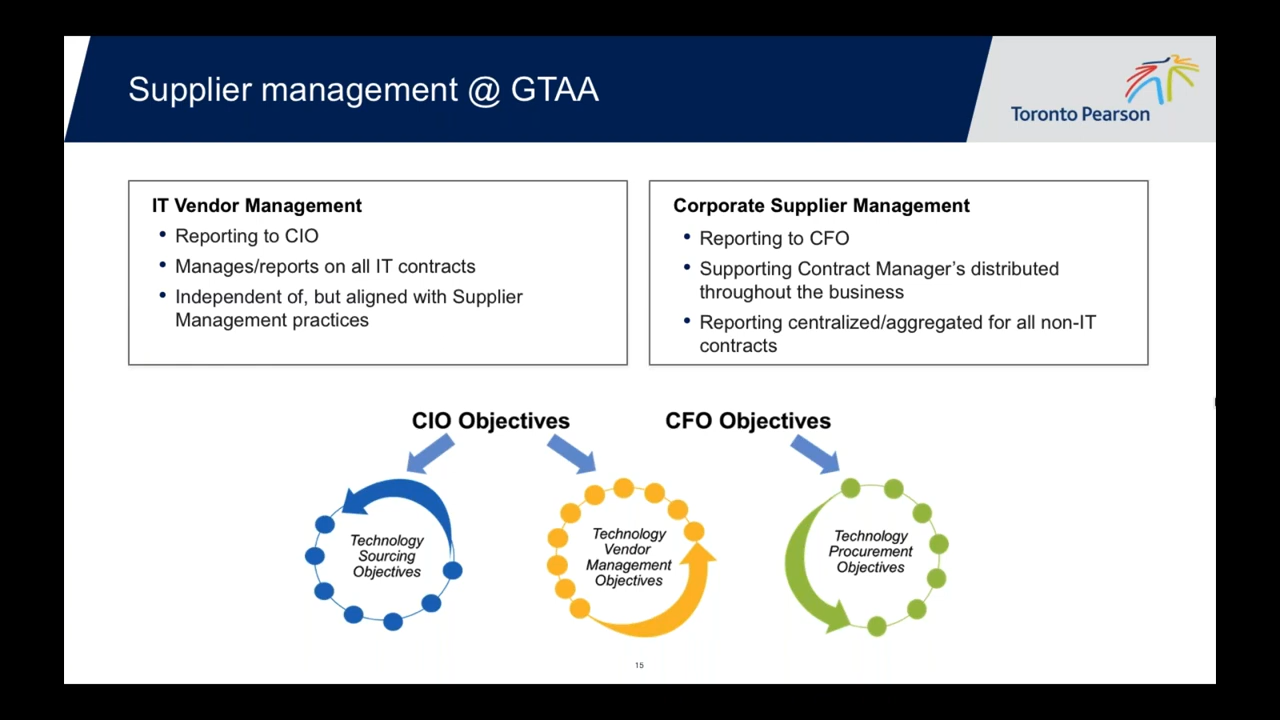 Supplier management @ GTAA
Toronto Pearson
IT Vendor Management
• Reporting to CIO
• Manages/reports on all IT contracts
• Independent of, but aligned with Supplier
Management practices
Corporate Supplier Management
• Reporting to CFO
• Supporting Contract Manager’s distributed
throughout the business
• Reporting centralized/aggregated for all non-IT
contracts
CIO Objectives
CFO Objectives
Technology
Sourcing
Objectives
Technology
Vendor
Management
Objectives
Technology
Procurement
Objectives
15